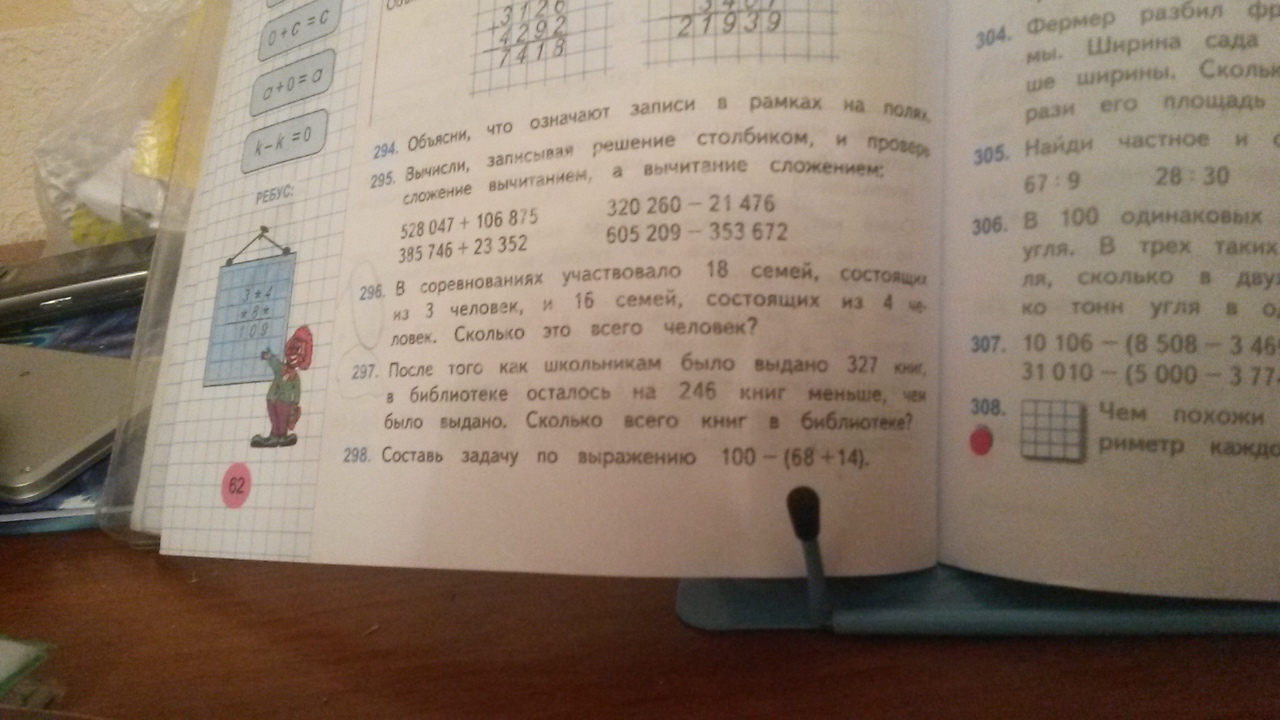 0+c=c
a+0=a
k–k=0
РЕБУС:
3*4
*8*
109
62
3126
+4292
7418
21939
294. Объясни, что означают записи в рамках на полях.
295. Вычисли, записывая решение столбиком, и проверь
сложение вычитанием, а вычитание сложением:
528 047 + 106 875 320 260 – 21 476
385 746 + 23 352 605 209 – 353 672
296. В соревнованиях участвовало 18 семей, состоящих
из 3 человек, и 16 семей, состоящих из 4 че-
ловек. Сколько это всего человек?
297. После того как школьникам было выдано 327 книг,
в библиотеке осталось на 246 книг меньше, чем
было выдано. Сколько всего книг в библиотеке?
298. Составь задачу по выражению 100 – (68 + 14).
304. Фермер разбил
мы. Ширина сада
ше ширины.
рази его площадь
305. Найди частное и
67 : 9 28 : 30
306. В 100 одинаковых
угля. В трех таких
ля, сколько в
ко тонн угля в
307. 10 106 – (8 508 – 3
31 010 – (5 000 – 3
308. Чем похожи
риметр